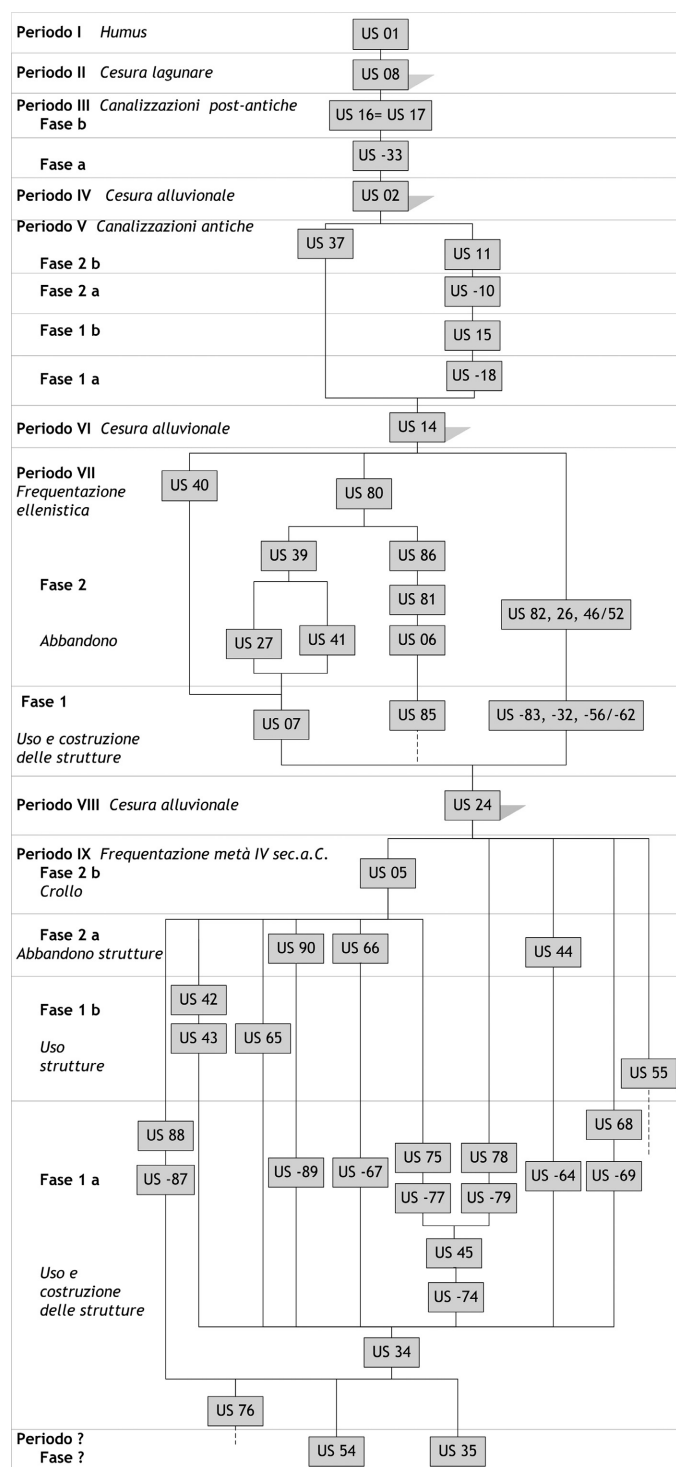 Periodo I Humus
US 01
Periodo II Cesura lagunare
US 08
Periodo III Canalizzazioni post-antiche
Fase b
US 16= US 17
Fase a
US -33
Periodo IV Cesura alluvionale
US 02
Periodo V Canalizzazioni antiche
US 37
US 11
Fase 2 b
Fase 2 a
US -10
Fase 1 b
US 15
Fase 1 a
US -18
Periodo VI Cesura alluvionale
US 14
Periodo VII
Frequentazione
ellenistica
US 40
US 80
US 39
US 86
Fase 2
US 81
US 82, 26, 46/52
Abbandono
US 27
US 41
US 06
Fase 1
US 07
US 85
US -83, -32, -56/-62
Uso e costruzione
delle strutture
Periodo VIII Cesura alluvionale
US 24
Periodo IX Frequentazione metà IV sec.a.C.
Fase 2 b
Crollo
US 05
Fase 2 a
Abbandono strutture
US 90
US 66
US 44
US 42
Fase 1 b
US 43
US 65
Uso
strutture
US 55
US 68
US 88
US 75
US 78
Fase 1 a
US -87
US -89
US -67
US -64
US -69
US -77
US -79
US 45
Uso e
costruzione
delle strutture
US -74
US 34
US 76
Periodo ?
Fase ?
US 54
US 35